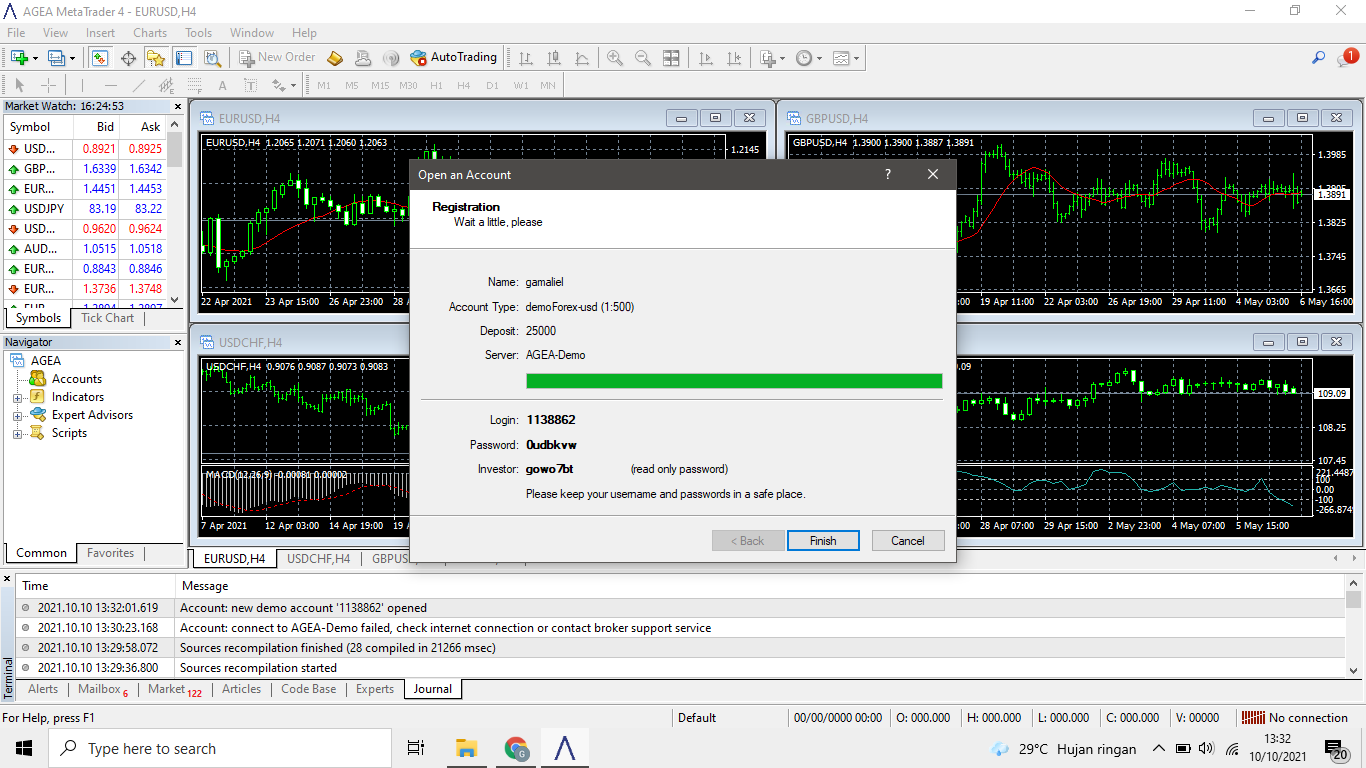 AGEA MetaTrader 4 - EURUSD,H4
File View Insert Charts Tools Window Help
New Order AutoTrading 1
A T M1 M5 M15 M30 H1 H4 D1 W1 MN
Market Watch: 16:24:53
Symbol Bid Ask
USD... 0.8921 0.8925
GBP... 1.6339 1.6342
EUR... 1.4451 1.4453
USDJPY 83.19 83.22
USD... 0.9620 0.9624
AUD... 1.0515 1.0518
EUR... 0.8843 0.8846
EUR... 1.3736 1.3748
Symbols Tick Chart
Navigator
AGEA
Accounts
Indicators
Expert Advisors
Scripts
Common Favorites
EURUSD,H4
EURUSD,H4 1.2065 1.2071 1.2060 1.2063
1.2145
22 Apr 2021 23 Apr 15:00 26 Apr 23:00 28
GBPUSD,H4
GBPUSD,H4 1.3900 1.3900 1.3887 1.3891
1.3985
1.3891
1.3825
1.3745
1.3665
19 Apr 11:00 22 Apr 03:00 26 Apr 19:00 29 Apr 11:00 4 May 03:00 6 May 16:00
USDCHF,H4
USDCHF,H4 0.9076 0.9087 0.9073 0.9083
MACD(12,26,9) -0.00081 0.00002
7 Apr 2021 12 Apr 03:00 14 Apr 19:00 19
109.09
108.25
107.45
221.4487
100
0.00
-100
-266.8749
28 Apr 07:00 29 Apr 15:00 2 May 23:00 4 May 07:00 5 May 15:00
EURUSD,H4 USDCHF,H4 GBPUS
Open an Account ?
Registration
Wait a little, please
Name: gamaliel
Account Type: demoForex-usd (1:500)
Deposit: 25000
Server: AGEA-Demo
Login: 1138862
Password: 0udbkvw
Investor: gowo7bt (read only password)
Please keep your username and passwords in a safe place.
< Back Finish Cancel
Time Message
2021.10.10 13:32:01.619 Account: new demo account '1138862' opened
2021.10.10 13:30:23.168 Account: connect to AGEA-Demo failed, check internet connection or contact broker support service
2021.10.10 13:29:58.072 Sources recompilation finished (28 compiled in 21266 msec)
2021.10.10 13:29:36.800 Sources recompilation started
Terminal
Alerts Mailbox 6 Market 122 Articles Code Base Experts Journal
For Help, press F1 Default 00/00/0000 00:00 O: 000.000 H: 000.000 L: 000.000 C: 000.000 V: 00000 No connection
Type here to search G 29°C Hujan ringan 13:32
10/10/2021 20